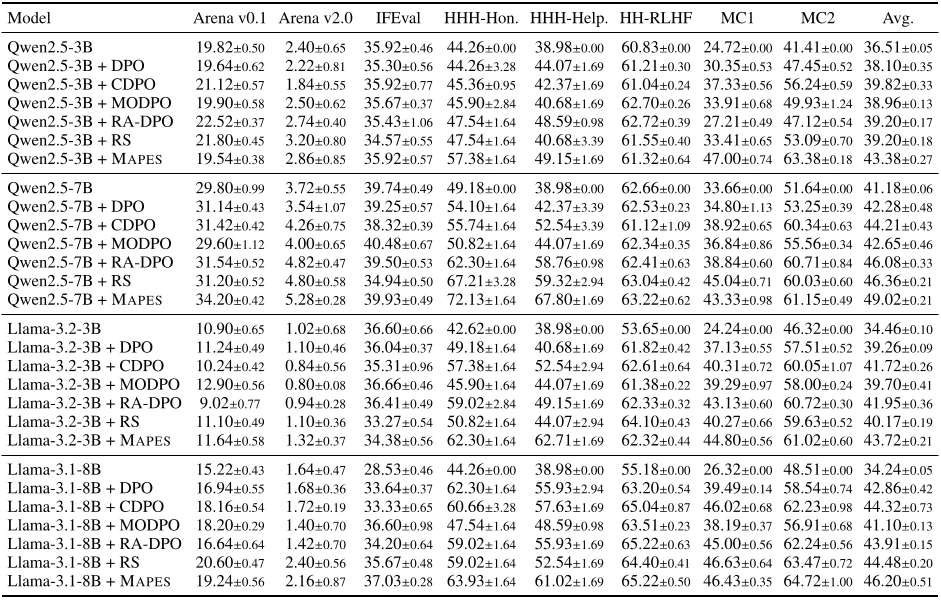 Model Arena v0.1 Arena v2.0 IFEval HHH-Hon. HHH-Help. HH-RLHF MC1 MC2 Avg.
Qwen2.5-3B 19.82±0.50 2.40±0.65 35.92±0.46 44.26±0.00 38.98±0.00 60.83±0.00 24.72±0.00 41.41±0.00 36.51±0.05
Qwen2.5-3B + DPO 19.64±0.62 2.22±0.81 35.30±0.56 44.26±3.28 44.07±1.69 61.21±0.30 30.35±0.53 47.45±0.52 38.10±0.35
Qwen2.5-3B + CDPO 21.12±0.57 1.84±0.55 35.92±0.77 45.36±0.95 42.37±1.69 61.04±0.24 37.33±0.56 56.24±0.59 39.82±0.33
Qwen2.5-3B + MODPO 19.90±0.58 2.50±0.62 35.67±0.37 45.90±2.84 40.68±1.69 62.70±0.26 33.91±0.68 49.93±1.24 38.96±0.13
Qwen2.5-3B + RA-DPO 22.52±0.37 2.74±0.40 35.43±1.06 47.54±1.64 48.59±0.98 62.72±0.39 27.21±0.49 47.12±0.54 39.20±0.17
Qwen2.5-3B + RS 21.80±0.45 3.20±0.80 34.57±0.55 47.54±1.64 40.68±3.39 61.55±0.40 33.41±0.65 53.09±0.70 39.20±0.18
Qwen2.5-3B + MAPES 19.54±0.38 2.86±0.85 35.92±0.57 57.38±1.64 49.15±1.69 61.32±0.64 47.00±0.74 63.38±0.18 43.38±0.27
Qwen2.5-7B 29.80±0.99 3.72±0.55 39.74±0.49 49.18±0.00 38.98±0.00 62.66±0.00 33.66±0.00 51.64±0.00 41.18±0.06
Qwen2.5-7B + DPO 31.14±0.43 3.54±1.07 39.25±0.57 54.10±1.64 42.37±3.39 62.53±0.23 34.80±1.13 53.25±0.39 42.28±0.48
Qwen2.5-7B + CDPO 31.42±0.42 4.26±0.75 38.32±0.39 55.74±1.64 52.54±3.39 61.12±1.09 38.92±0.65 60.34±0.63 44.21±0.43
Qwen2.5-7B + MODPO 29.60±1.12 4.00±0.65 40.48±0.67 50.82±1.64 44.07±1.69 62.34±0.35 36.84±0.86 55.56±0.34 42.65±0.46
Qwen2.5-7B + RA-DPO 31.54±0.52 4.82±0.47 39.50±0.53 62.30±1.64 58.76±0.98 62.41±0.63 38.84±0.60 60.71±0.84 46.08±0.33
Qwen2.5-7B + RS 31.20±0.52 4.80±0.58 34.94±0.50 67.21±3.28 59.32±2.94 63.04±0.42 45.04±0.71 60.03±0.60 46.36±0.21
Qwen2.5-7B + MAPES 34.20±0.42 5.28±0.28 39.93±0.49 72.13±1.64 67.80±1.69 63.22±0.62 43.33±0.98 61.15±0.49 49.02±0.21
Llama-3.2-3B 10.90±0.65 1.02±0.68 36.60±0.66 42.62±0.00 38.98±0.00 53.65±0.00 24.24±0.00 46.32±0.00 34.46±0.10
Llama-3.2-3B + DPO 11.24±0.49 1.10±0.46 36.04±0.37 49.18±1.64 40.68±1.69 61.82±0.42 37.13±0.55 57.51±0.52 39.26±0.09
Llama-3.2-3B + CDPO 10.24±0.42 0.84±0.56 35.31±0.96 57.38±1.64 52.54±2.94 62.61±0.64 40.31±0.72 60.05±1.07 41.72±0.26
Llama-3.2-3B + MODPO 12.90±0.56 0.80±0.08 36.66±0.46 45.90±1.64 44.07±1.69 61.38±0.22 39.29±0.97 58.00±0.24 39.70±0.41
Llama-3.2-3B + RA-DPO 9.02±0.77 0.94±0.28 36.41±0.49 59.02±2.84 49.15±1.69 62.33±0.32 43.13±0.60 60.72±0.30 41.95±0.36
Llama-3.2-3B + RS 11.10±0.49 1.10±0.36 33.27±0.54 50.82±1.64 44.07±2.94 64.10±0.43 40.27±0.66 59.63±0.52 40.17±0.19
Llama-3.2-3B + MAPES 11.64±0.58 1.32±0.37 34.38±0.56 62.30±1.64 62.71±1.69 62.32±0.44 44.80±0.56 61.02±0.60 43.72±0.21
Llama-3.1-8B 15.22±0.43 1.64±0.47 28.53±0.46 44.26±0.00 38.98±0.00 55.18±0.00 26.32±0.00 48.51±0.00 34.24±0.05
Llama-3.1-8B + DPO 16.94±0.55 1.68±0.36 33.64±0.37 62.30±1.64 55.93±2.94 63.20±0.54 39.49±0.14 58.54±0.74 42.86±0.42
Llama-3.1-8B + CDPO 18.16±0.54 1.72±0.19 33.33±0.65 60.66±3.28 57.63±1.69 65.04±0.87 46.02±0.68 62.23±0.98 44.32±0.73
Llama-3.1-8B + MODPO 18.20±0.29 1.40±0.70 36.60±0.98 47.54±1.64 48.59±0.98 63.51±0.23 38.19±0.37 56.91±0.68 41.10±0.13
Llama-3.1-8B + RA-DPO 16.64±0.64 1.42±0.70 34.20±0.64 59.02±1.64 55.93±1.69 65.22±0.63 45.00±0.56 62.24±0.56 43.91±0.15
Llama-3.1-8B + RS 20.60±0.47 2.40±0.56 35.67±0.48 59.02±1.64 52.54±1.69 64.40±0.41 46.63±0.64 63.47±0.72 44.48±0.20
Llama-3.1-8B + MAPES 19.24±0.56 2.16±0.87 37.03±0.28 63.93±1.64 61.02±1.69 65.22±0.50 46.43±0.35 64.72±1.00 46.20±0.51